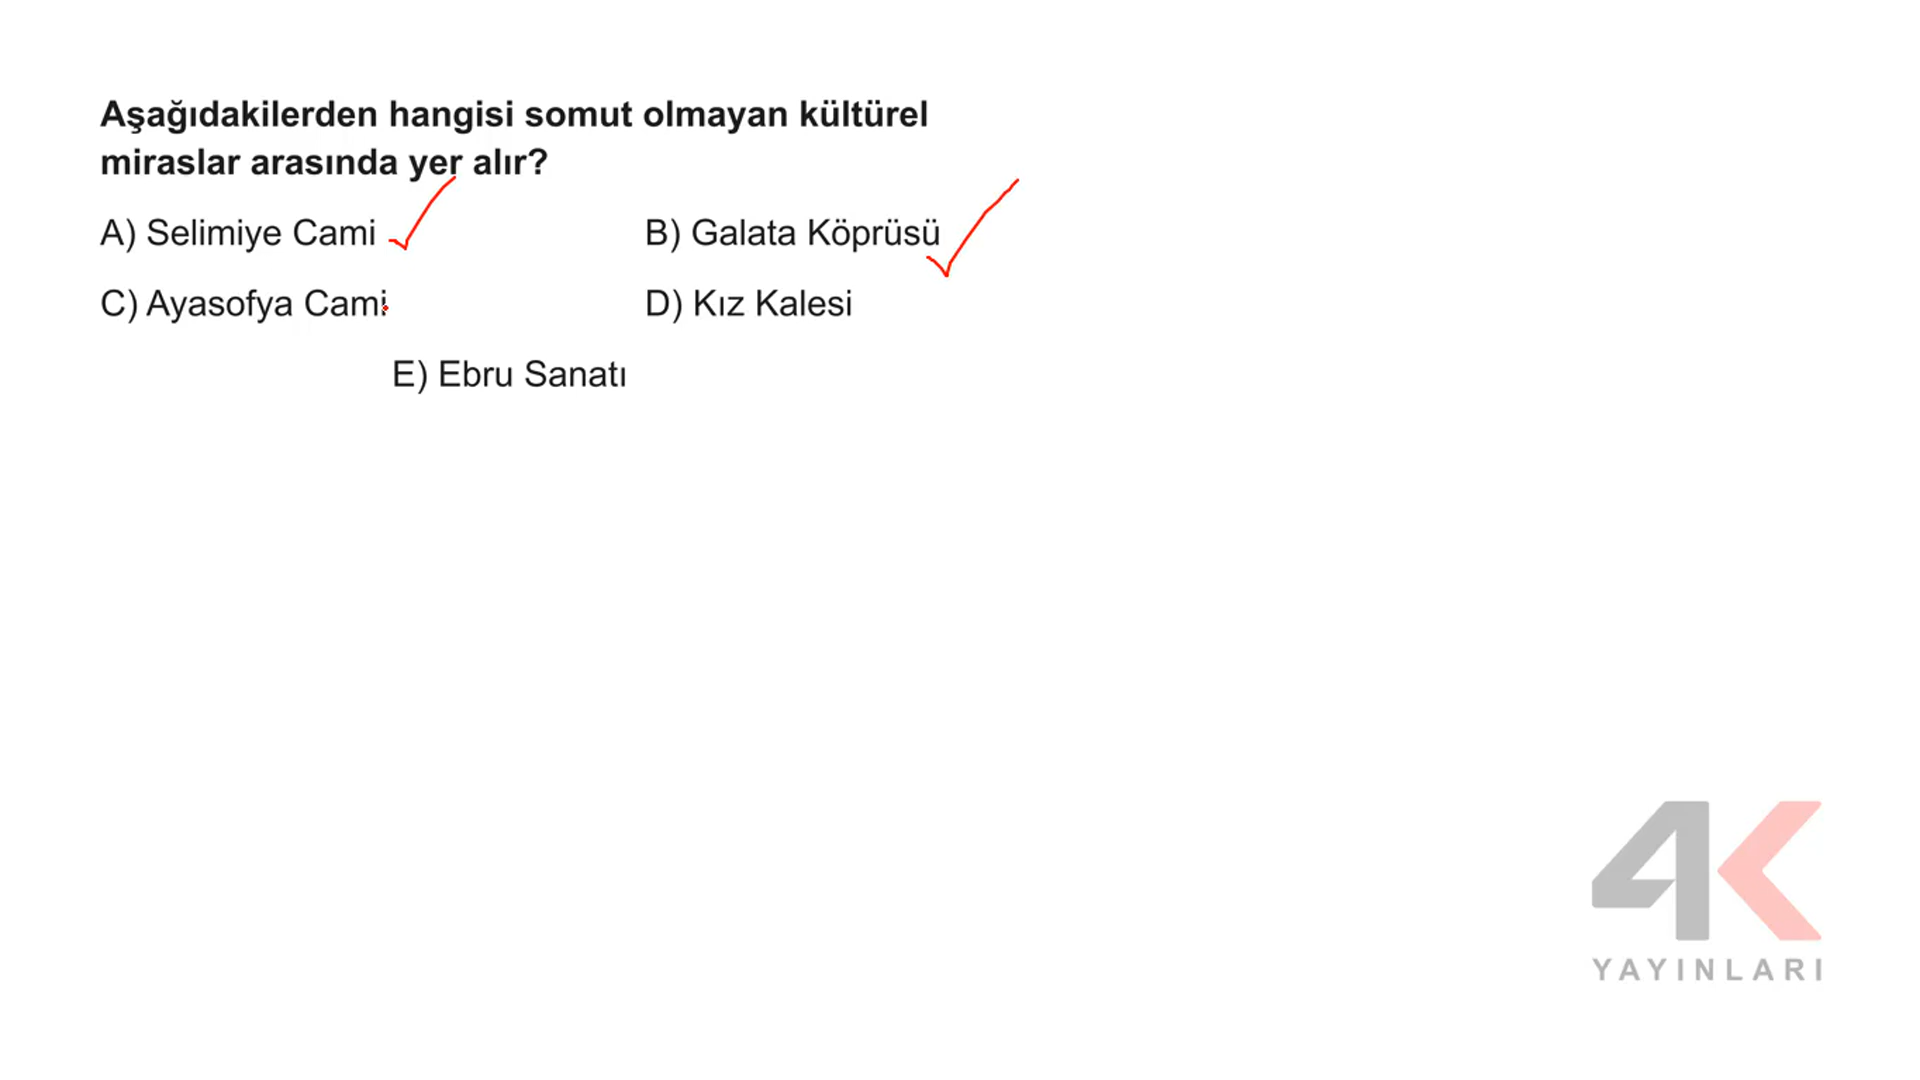 Aşağıdakilerden hangisi somut olmayan kültürel
miraslar arasında yer alır?
A) Selimiye Cami
B) Galata Köprüsü
C) Ayasofya Cami
D) Kız Kalesi
E) Ebru Sanatı
4K
YAYINLARI